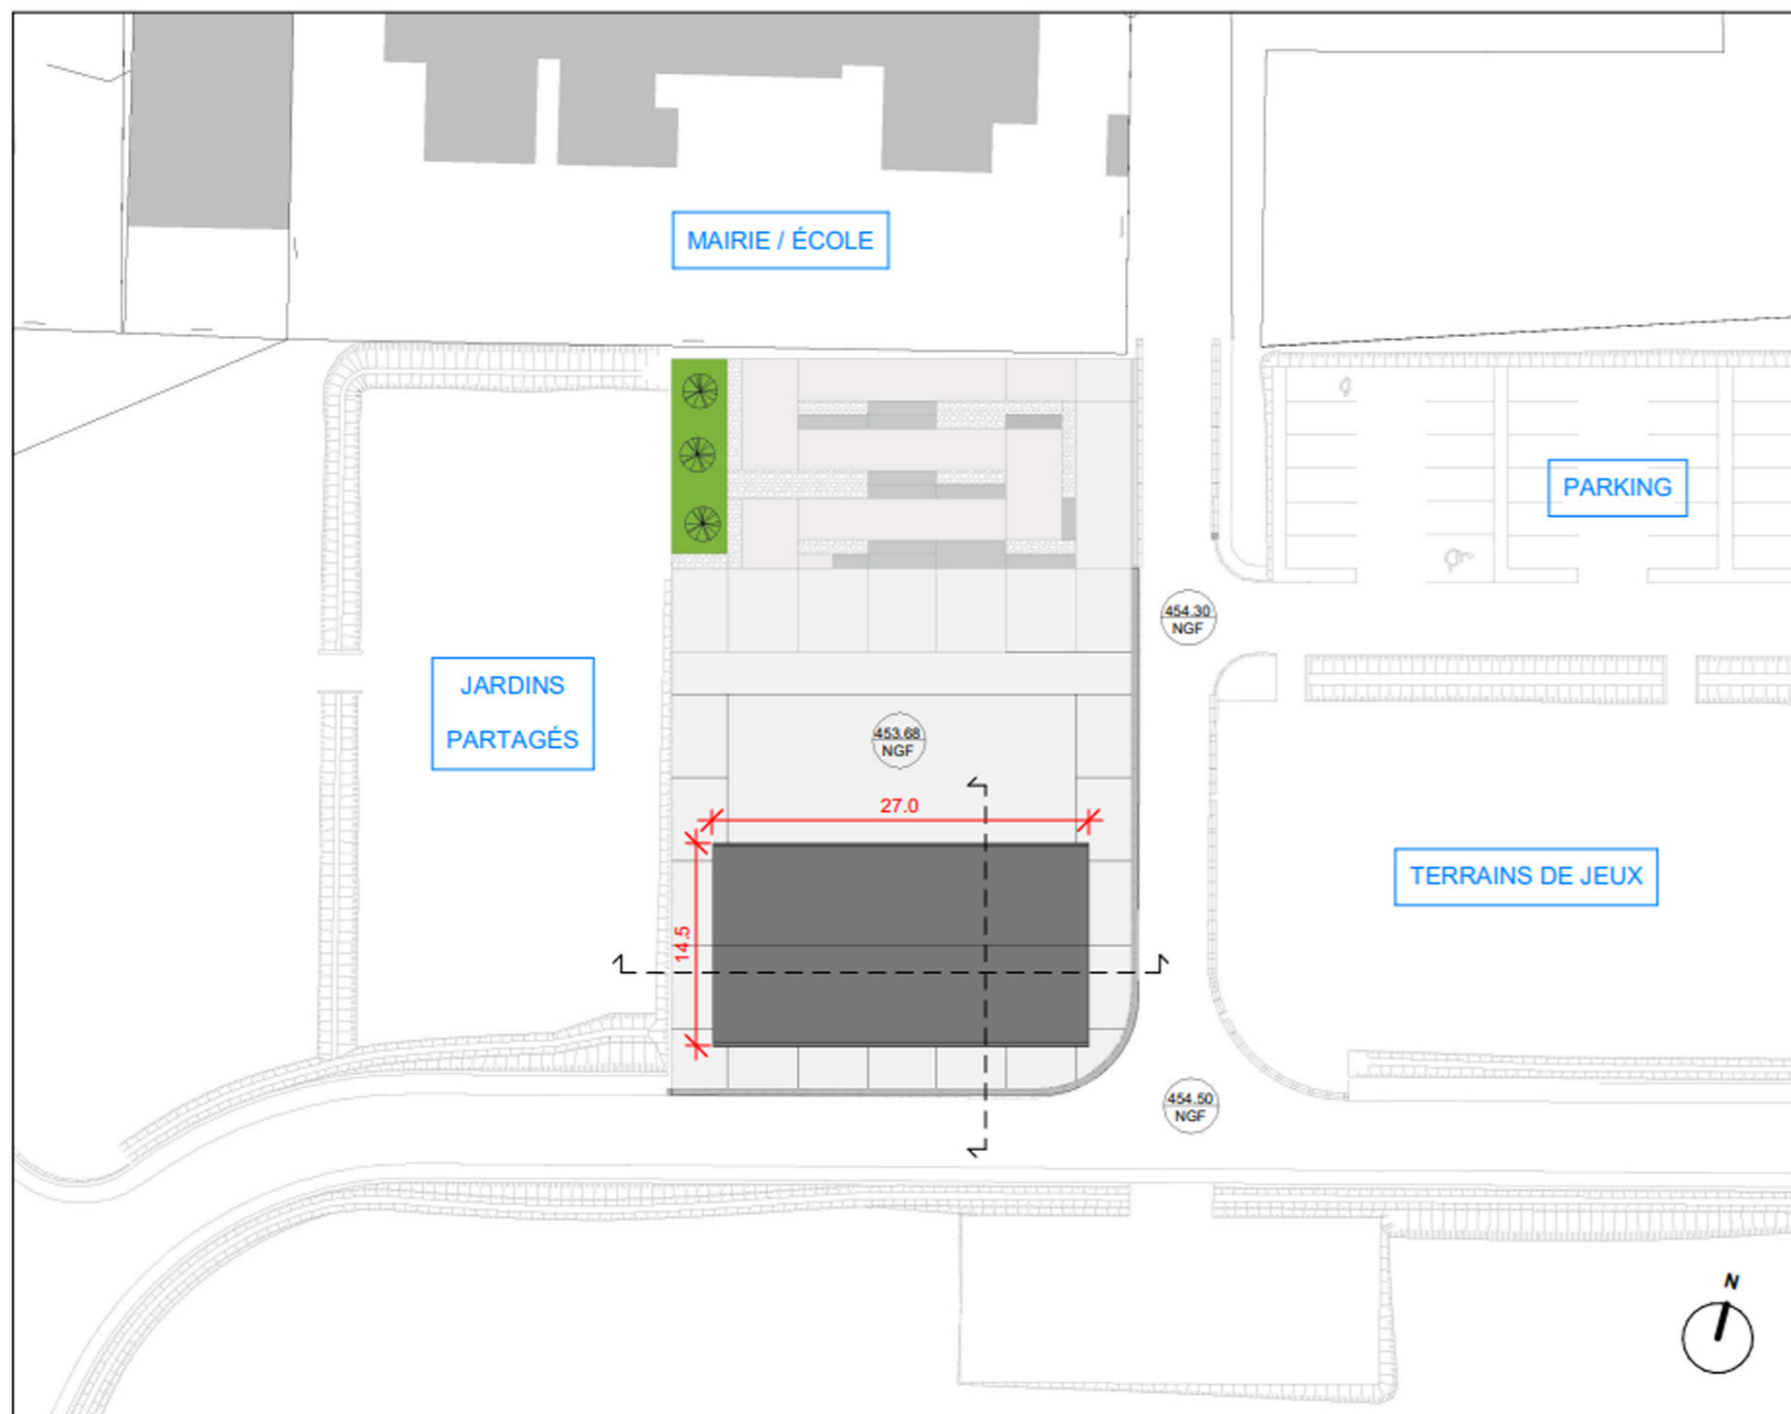 MAIRIE / ÉCOLE
PARKING
454.30
NGF
JARDINS
PARTAGÉS
453.68
NGF
27.0
14.5
TERRAINS DE JEUX
454.50
NGF
N